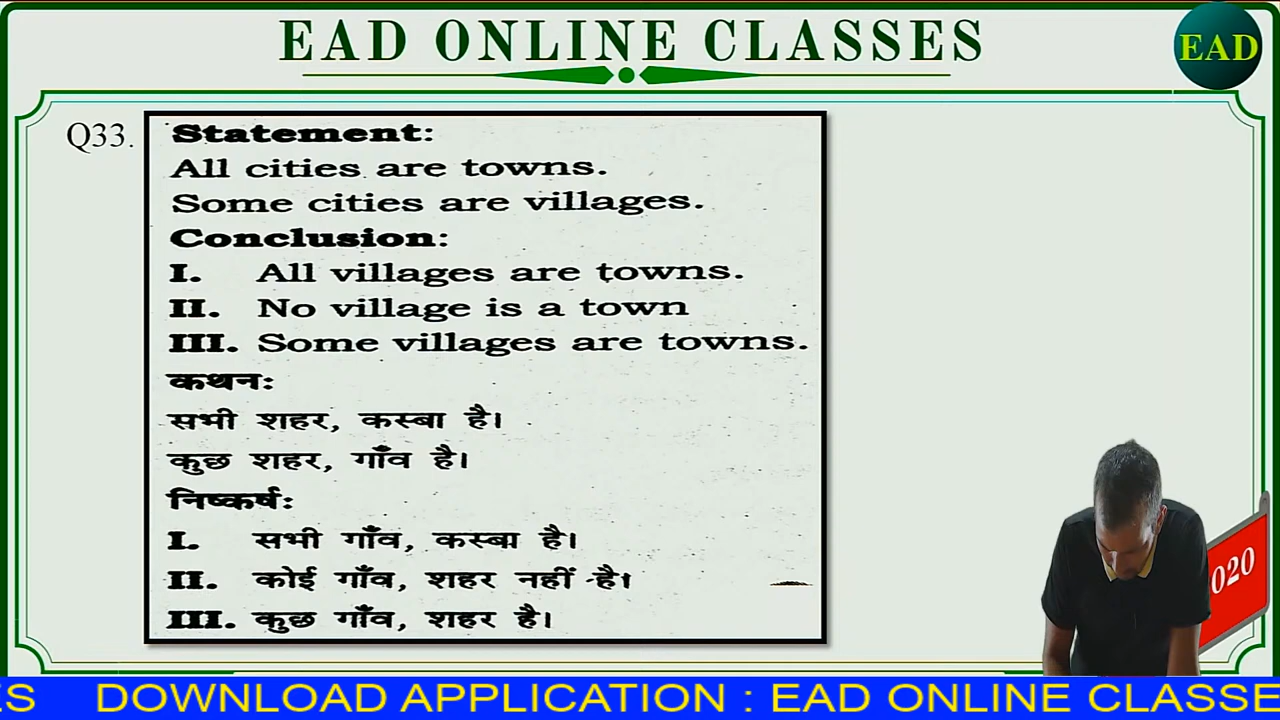 EAD ONLINE CLASSES
EAD
Q33.
Statement:
All cities are towns.
Some cities are villages.
Conclusion:
I. All villages are towns.
II. No village is a town
III. Some villages are towns.
कथन:
सभी शहर, कस्बा है।
कुछ शहर, गाँव है।
निष्कर्ष:
I. सभी गाँव, कस्बा है।
II. कोई गाँव, शहर नहीं है।
III. कुछ गाँव, शहर है।
020
ES DOWNLOAD APPLICATION : EAD ONLINE CLASSE